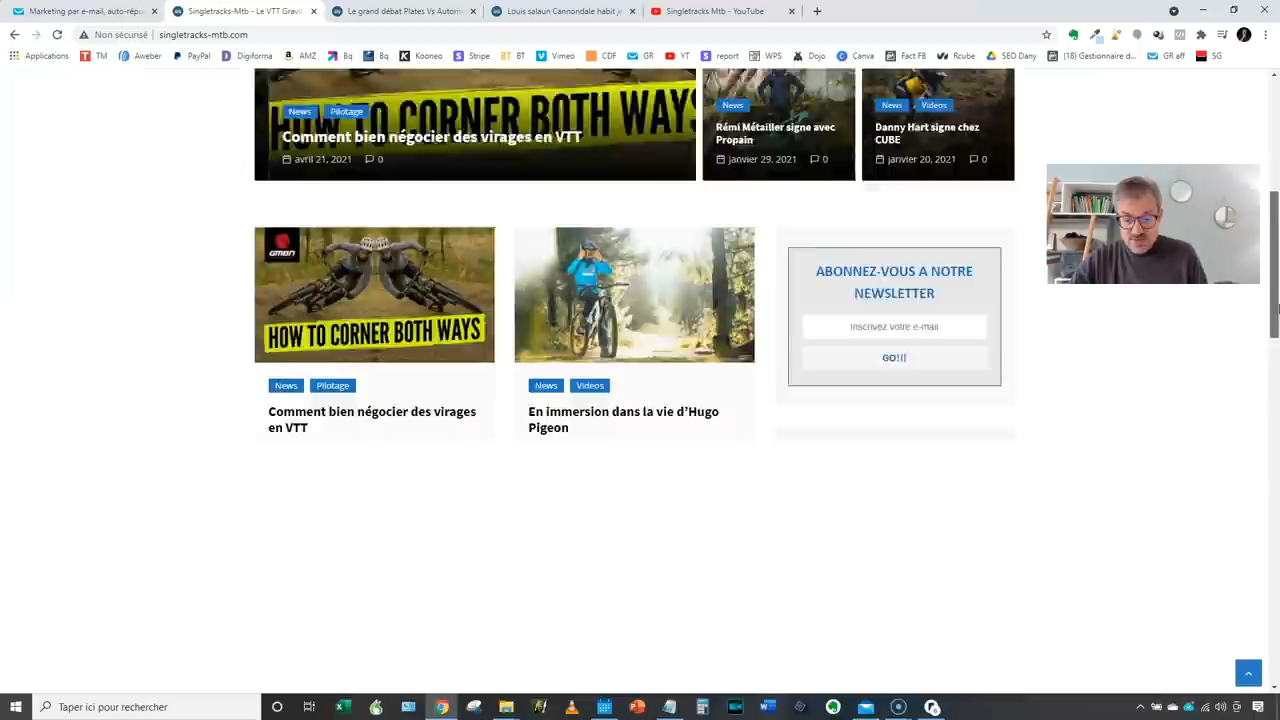 Marketing par e-mail, auto-répo
Singletracks-Mtb - Le VTT Gravi
Le grand débat Plates Vs Autom
Louis salaun Cannondale habit je
Singletracks Mtb - YouTube
Non sécurisé | singletracks-mtb.com
Applications
TM
Aweber
PayPal
Digiforma
AMZ
Bq
Bq
Kooneo
Stripe
BT
Vimeo
CDF
GR
YT
report
WPS
Dojo
Canva
Fact FB
Rcube
SEO Dany
(18) Gestionnaire d...
GR aff
SG
HOW TO CORNER BOTH WAYS
News Pilotage
Comment bien négocier des virages en VTT
avril 21, 2021 0
News
Rémi Métailler signe avec
Propain
janvier 29, 2021 0
News Videos
Danny Hart signe chez
CUBE
janvier 20, 2021 0
GMBN
HOW TO CORNER BOTH WAYS
News Pilotage
Comment bien négocier des virages
en VTT
News Videos
En immersion dans la vie d'Hugo
Pigeon
ABONNEZ-VOUS A NOTRE
NEWSLETTER
Inscrivez votre e-mail
GO!!!
Taper ici pour rechercher